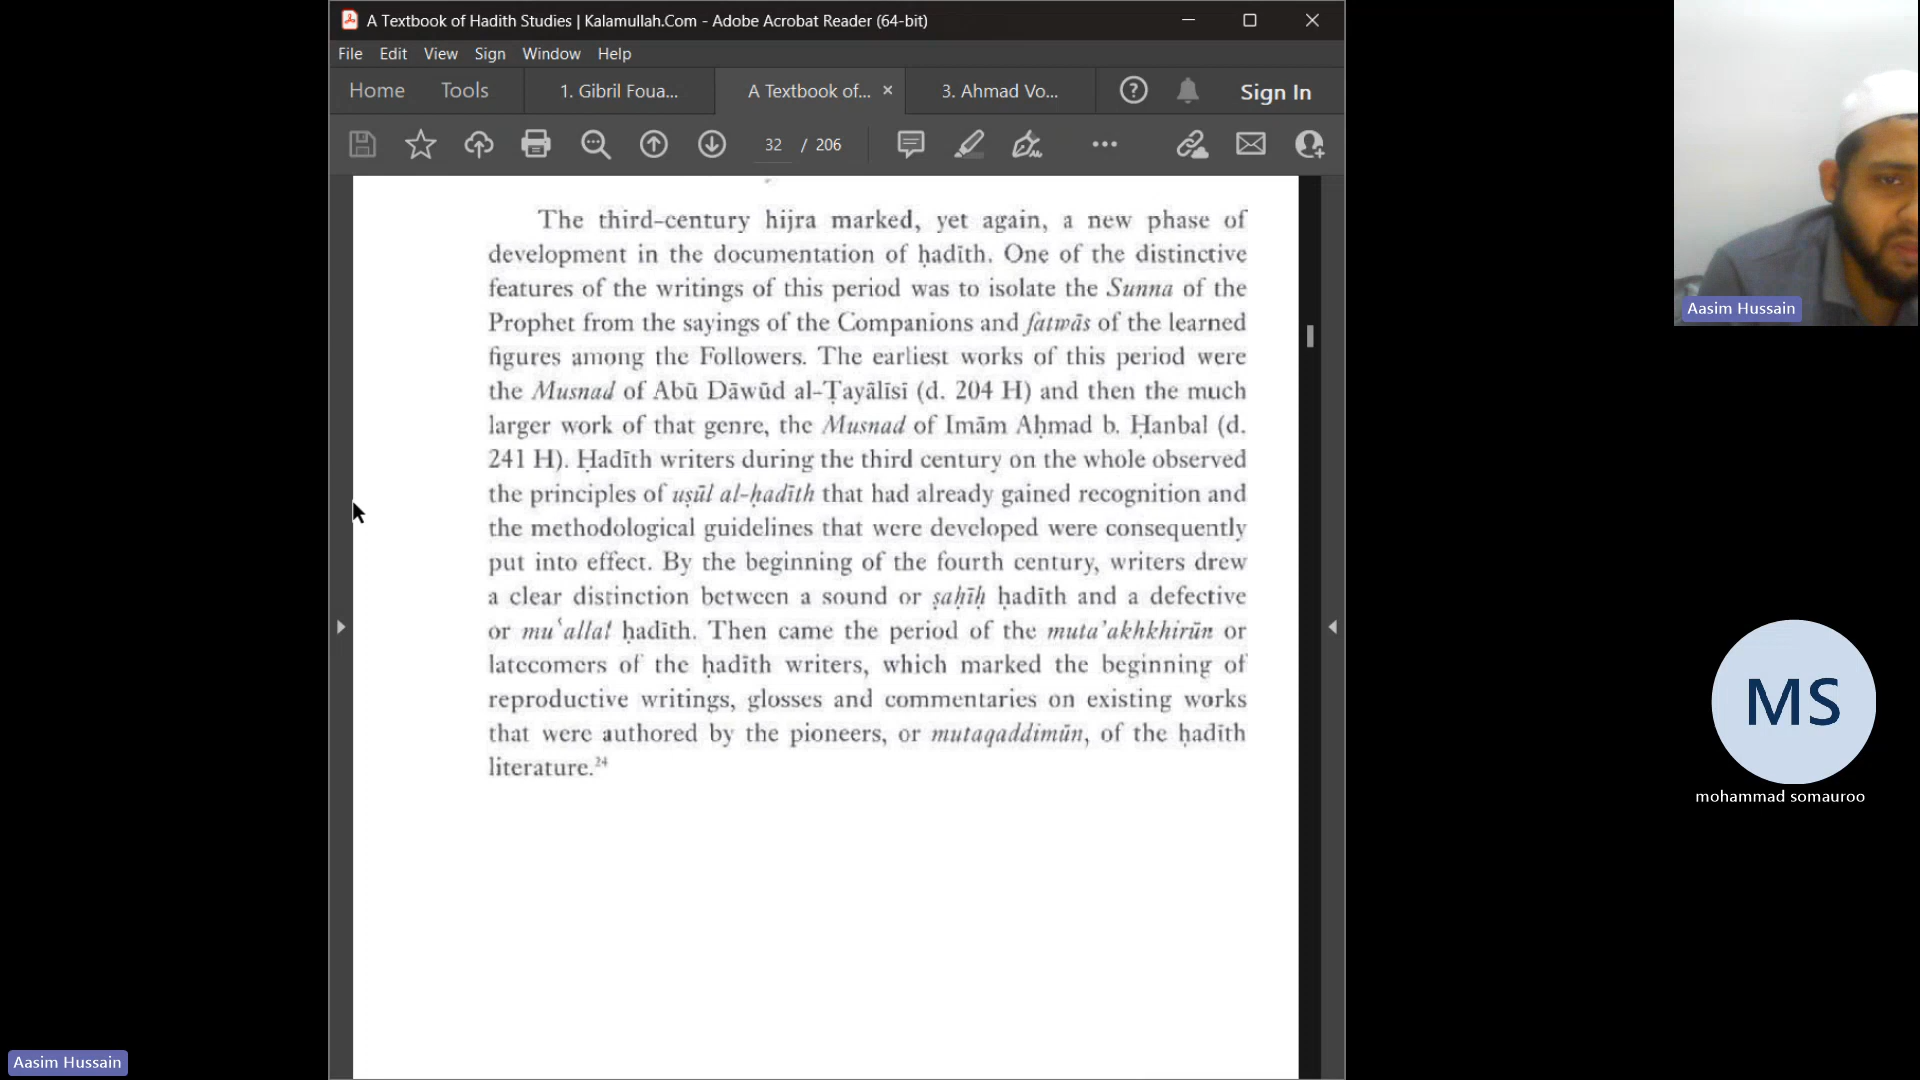 A Textbook of Hadith Studies | Kalamullah.Com - Adobe Acrobat Reader (64-bit)
File Edit View Sign Window Help
Home Tools 1. Gibril Foua... A Textbook of... × 3. Ahmad Vo... Sign In
32 / 206
The third-century hijra marked, yet again, a new phase of
development in the documentation of ḥadīth. One of the distinctive
features of the writings of this period was to isolate the Sunna of the
Prophet from the sayings of the Companions and fatwās of the learned
figures among the Followers. The earliest works of this period were
the Musnad of Abū Dāwūd al-Ṭayālīsī (d. 204 H) and then the much
larger work of that genre, the Musnad of Imām Aḥmad b. Ḥanbal (d.
241 H). Ḥadīth writers during the third century on the whole observed
the principles of uṣūl al-ḥadīth that had already gained recognition and
the methodological guidelines that were developed were consequently
put into effect. By the beginning of the fourth century, writers drew
a clear distinction between a sound or ṣaḥīḥ ḥadīth and a defective
or muʿallal ḥadīth. Then came the period of the muta’akhkhirūn or
latecomers of the ḥadīth writers, which marked the beginning of
reproductive writings, glosses and commentaries on existing works
that were authored by the pioneers, or mutaqaddimūn, of the ḥadīth
literature.24
Aasim Hussain
MS
mohammad somauroo
Aasim Hussain